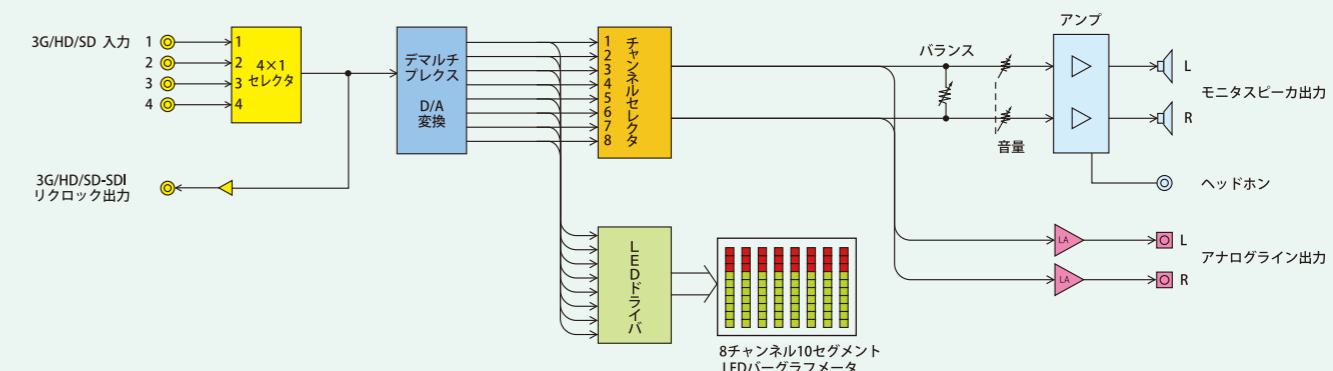 3G/HD/SD 入力
1
2
3
4
1
2
3
4
4×1
セレクタ
3G/HD/SD-SDI
リクロック出力
デマルチ
プレクス
D/A
変換
1
2
3
4
5
6
7
8
チャンネルセレクタ
LEDドライバ
8チャンネル10セグメント
LEDバーグラフメータ
バランス
音量
アンプ
L
R
モニタスピーカ出力
ヘッドホン
LA
LA
L
R
アナログライン出力